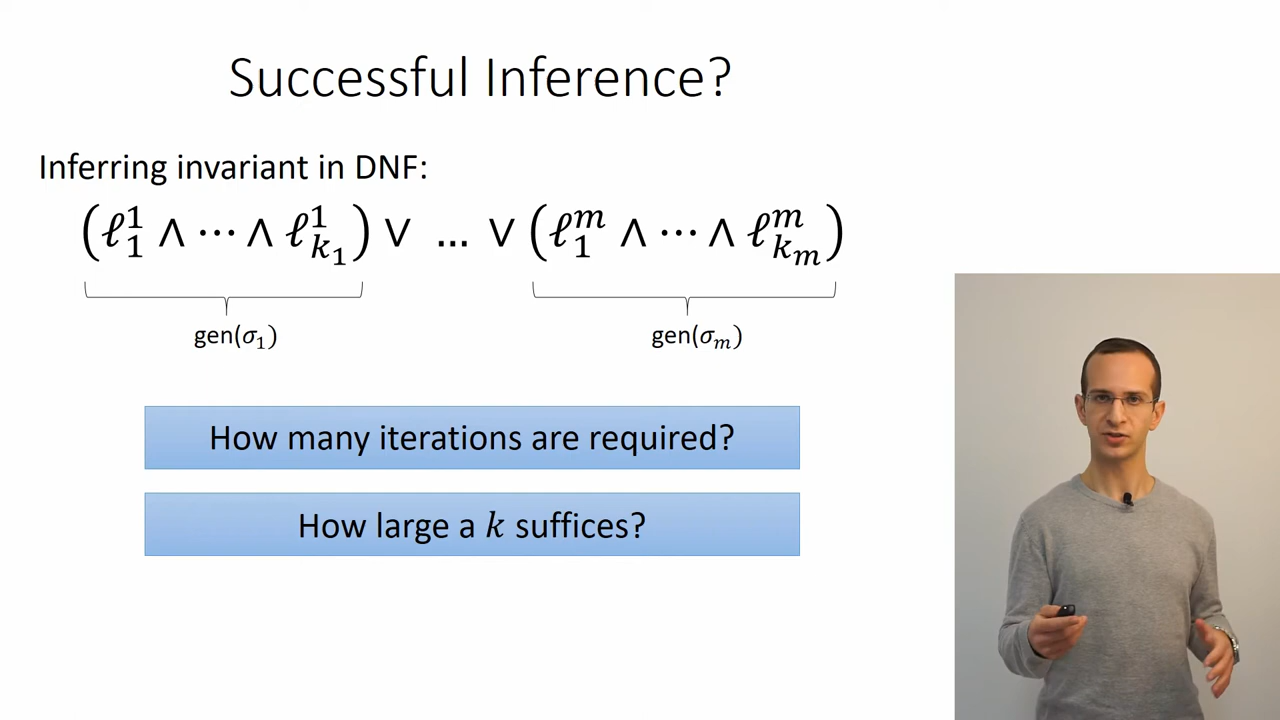 Successful Inference?
Inferring invariant in DNF:
(ℓ₁¹ ∧ ⋯ ∧ ℓ¹ₖ₁) ∨ … ∨ (ℓ₁ᵐ ∧ ⋯ ∧ ℓᵐₖₘ)
gen(σ₁) gen(σₘ)
How many iterations are required?
How large a k suffices?